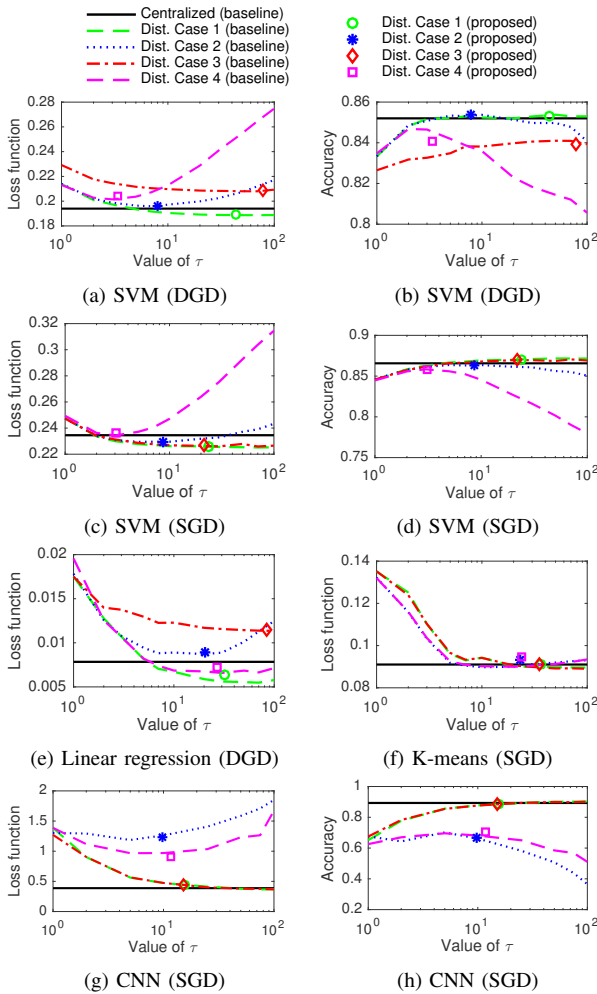 Centralized (baseline)
Dist. Case 1 (baseline)
Dist. Case 2 (baseline)
Dist. Case 3 (baseline)
Dist. Case 4 (baseline)
Dist. Case 1 (proposed)
Dist. Case 2 (proposed)
Dist. Case 3 (proposed)
Dist. Case 4 (proposed)
Loss function
0.28
0.26
0.24
0.22
0.2
0.18
10^0
10^1
10^2
Value of τ
(a) SVM (DGD)
Accuracy
0.86
0.84
0.82
0.8
10^0
10^1
10^2
Value of τ
(b) SVM (DGD)
Loss function
0.32
0.3
0.28
0.26
0.24
0.22
10^0
10^1
10^2
Value of τ
(c) SVM (SGD)
Accuracy
0.9
0.85
0.8
0.75
10^0
10^1
10^2
Value of τ
(d) SVM (SGD)
Loss function
0.02
0.015
0.01
0.005
10^0
10^1
10^2
Value of τ
(e) Linear regression (DGD)
Loss function
0.14
0.12
0.1
0.08
10^0
10^1
10^2
Value of τ
(f) K-means (SGD)
Loss function
2
1.5
1
0.5
0
10^0
10^1
10^2
Value of τ
(g) CNN (SGD)
Accuracy
1
0.8
0.6
0.4
0.2
10^0
10^1
10^2
Value of τ
(h) CNN (SGD)